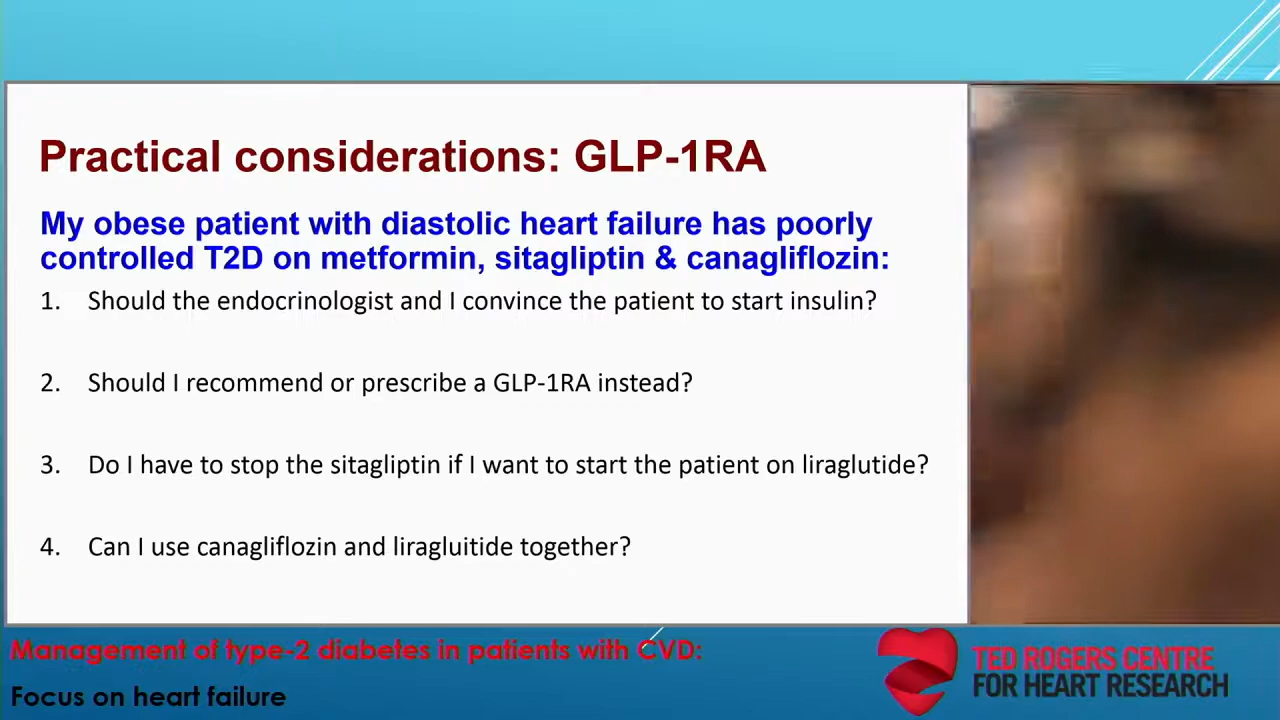 Practical considerations: GLP-1RA
My obese patient with diastolic heart failure has poorly
controlled T2D on metformin, sitagliptin & canagliflozin:
1. Should the endocrinologist and I convince the patient to start insulin?
2. Should I recommend or prescribe a GLP-1RA instead?
3. Do I have to stop the sitagliptin if I want to start the patient on liraglutide?
4. Can I use canagliflozin and liragluitide together?
Management of type-2 diabetes in patients with CVD:
Focus on heart failure
TED ROGERS CENTRE
FOR HEART RESEARCH